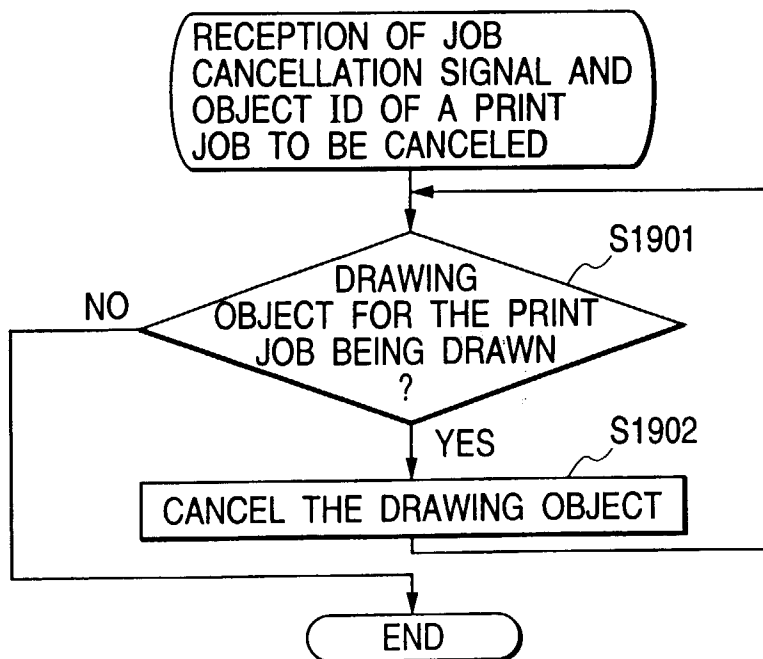 RECEPTION OF JOB
CANCELLATION SIGNAL AND
OBJECT ID OF A PRINT
JOB TO BE CANCELED
S1901
DRAWING
NO
OBJECT FOR THE PRINT
JOB BEING DRAWN
?
YES
S1902
CANCEL THE DRAWING OBJECT
END